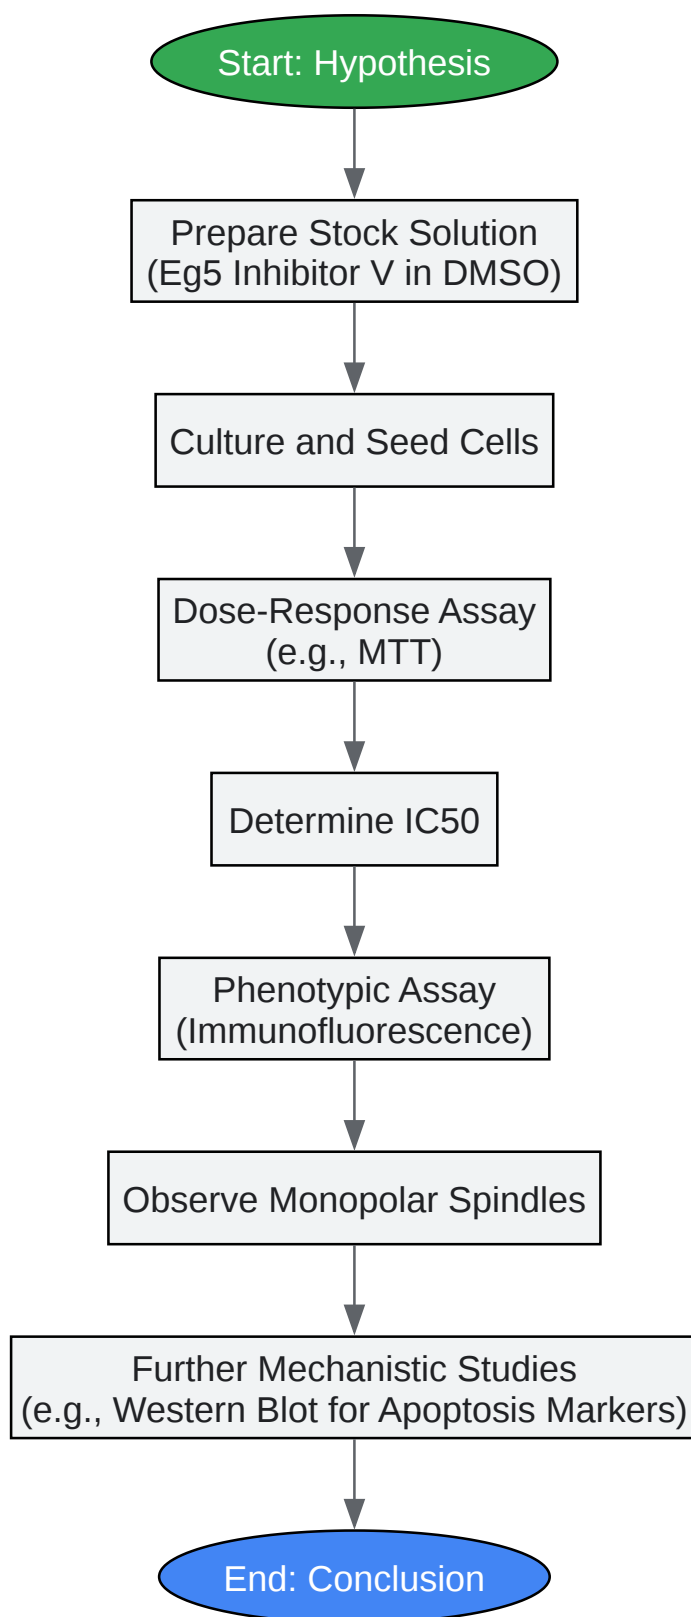 Start: Hypothesis
Prepare Stock Solution
(Eg5 Inhibitor V in DMSO)
Culture and Seed Cells
Dose-Response Assay
(e.g., MTT)
Determine IC50
Phenotypic Assay
(Immunofluorescence)
Observe Monopolar Spindles
Further Mechanistic Studies
(e.g., Western Blot for Apoptosis Markers)
End: Conclusion